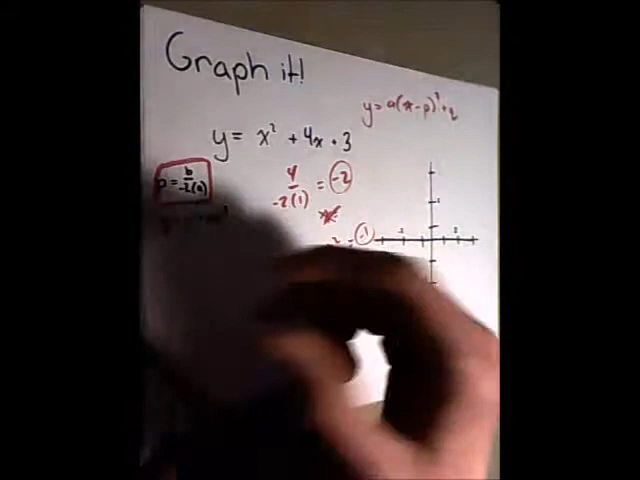 Graph it!
y = a(x-p)² + q
y = x² + 4x + 3
p = b/-2(a)
4/-2(1) = -2
= -1